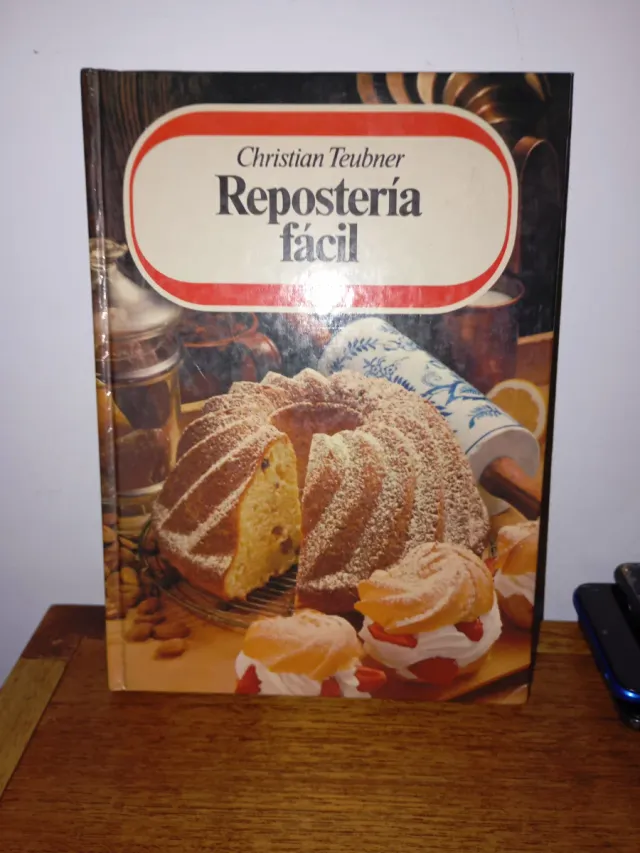 Christian Teubner
Repostería
fácil